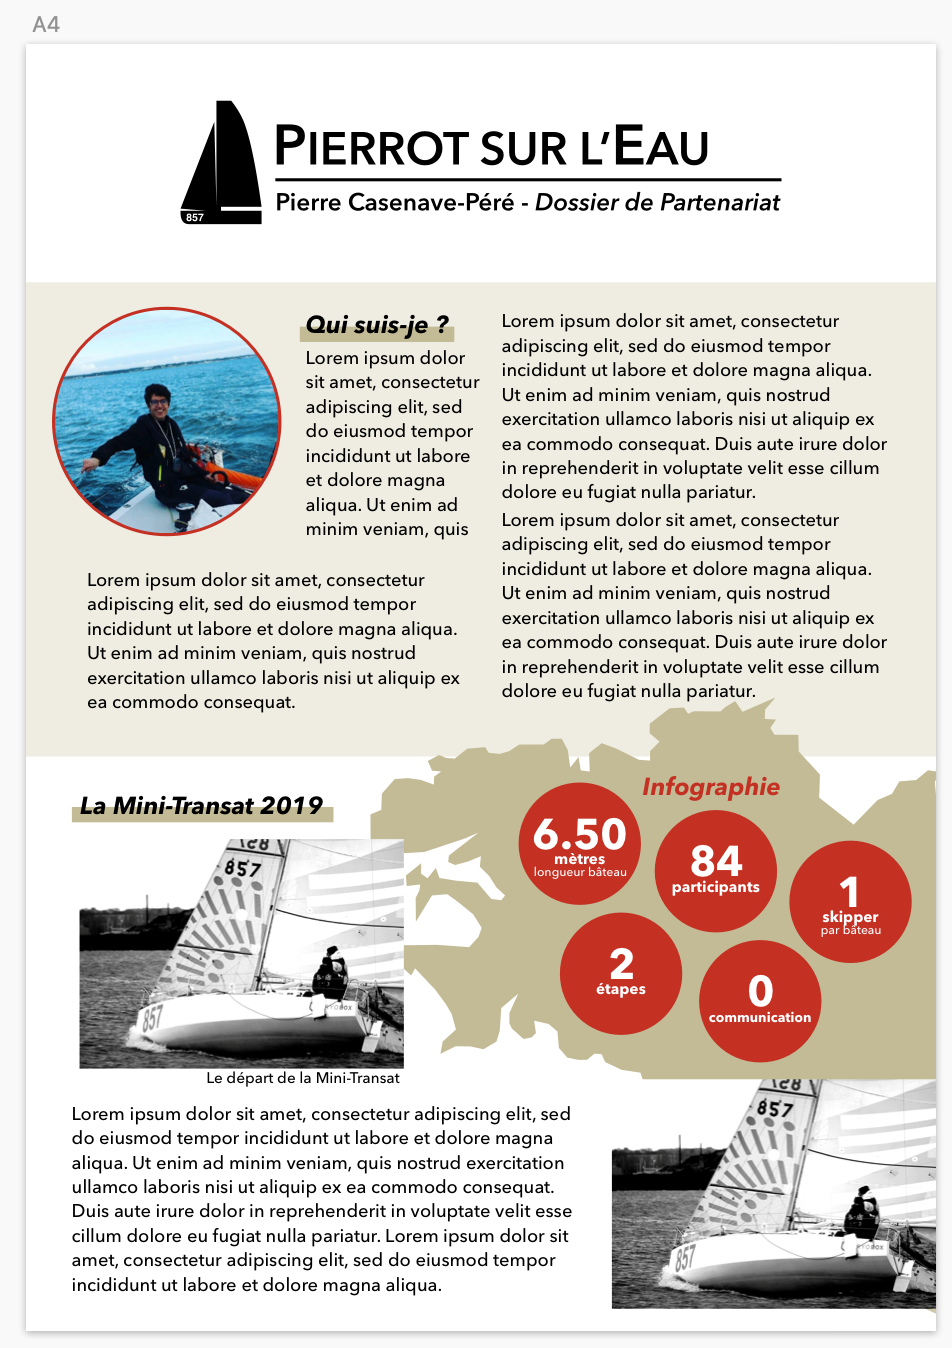 A4
PIERROT SUR L'EAU
Pierre Casenave-Péré - Dossier de Partenariat
857
Qui suis-je ?
Lorem ipsum dolor
sit amet, consectetur
adipiscing elit, sed
do eiusmod tempor
incididunt ut labore
et dolore magna
aliqua. Ut enim ad
minim veniam, quis
Lorem ipsum dolor sit amet, consectetur
adipiscing elit, sed do eiusmod tempor
incididunt ut labore et dolore magna aliqua.
Ut enim ad minim veniam, quis nostrud
exercitation ullamco laboris nisi ut aliquip ex
ea commodo consequat.
Lorem ipsum dolor sit amet, consectetur
adipiscing elit, sed do eiusmod tempor
incididunt ut labore et dolore magna aliqua.
Ut enim ad minim veniam, quis nostrud
exercitation ullamco laboris nisi ut aliquip ex
ea commodo consequat. Duis aute irure dolor
in reprehenderit in voluptate velit esse cillum
dolore eu fugiat nulla pariatur.
Lorem ipsum dolor sit amet, consectetur
adipiscing elit, sed do eiusmod tempor
incididunt ut labore et dolore magna aliqua.
Ut enim ad minim veniam, quis nostrud
exercitation ullamco laboris nisi ut aliquip ex
ea commodo consequat. Duis aute irure dolor
in reprehenderit in voluptate velit esse cillum
dolore eu fugiat nulla pariatur.
La Mini-Transat 2019
857
857
857
Le départ de la Mini-Transat
Infographie
6.50
mètres
longueur bâteau
84
participants
1
skipper
par bâteau
2
étapes
0
communication
Lorem ipsum dolor sit amet, consectetur adipiscing elit, sed
do eiusmod tempor incididunt ut labore et dolore magna
aliqua. Ut enim ad minim veniam, quis nostrud exercitation
ullamco laboris nisi ut aliquip ex ea commodo consequat.
Duis aute irure dolor in reprehenderit in voluptate velit esse
cillum dolore eu fugiat nulla pariatur. Lorem ipsum dolor sit
amet, consectetur adipiscing elit, sed do eiusmod tempor
incididunt ut labore et dolore magna aliqua.
857
857
857